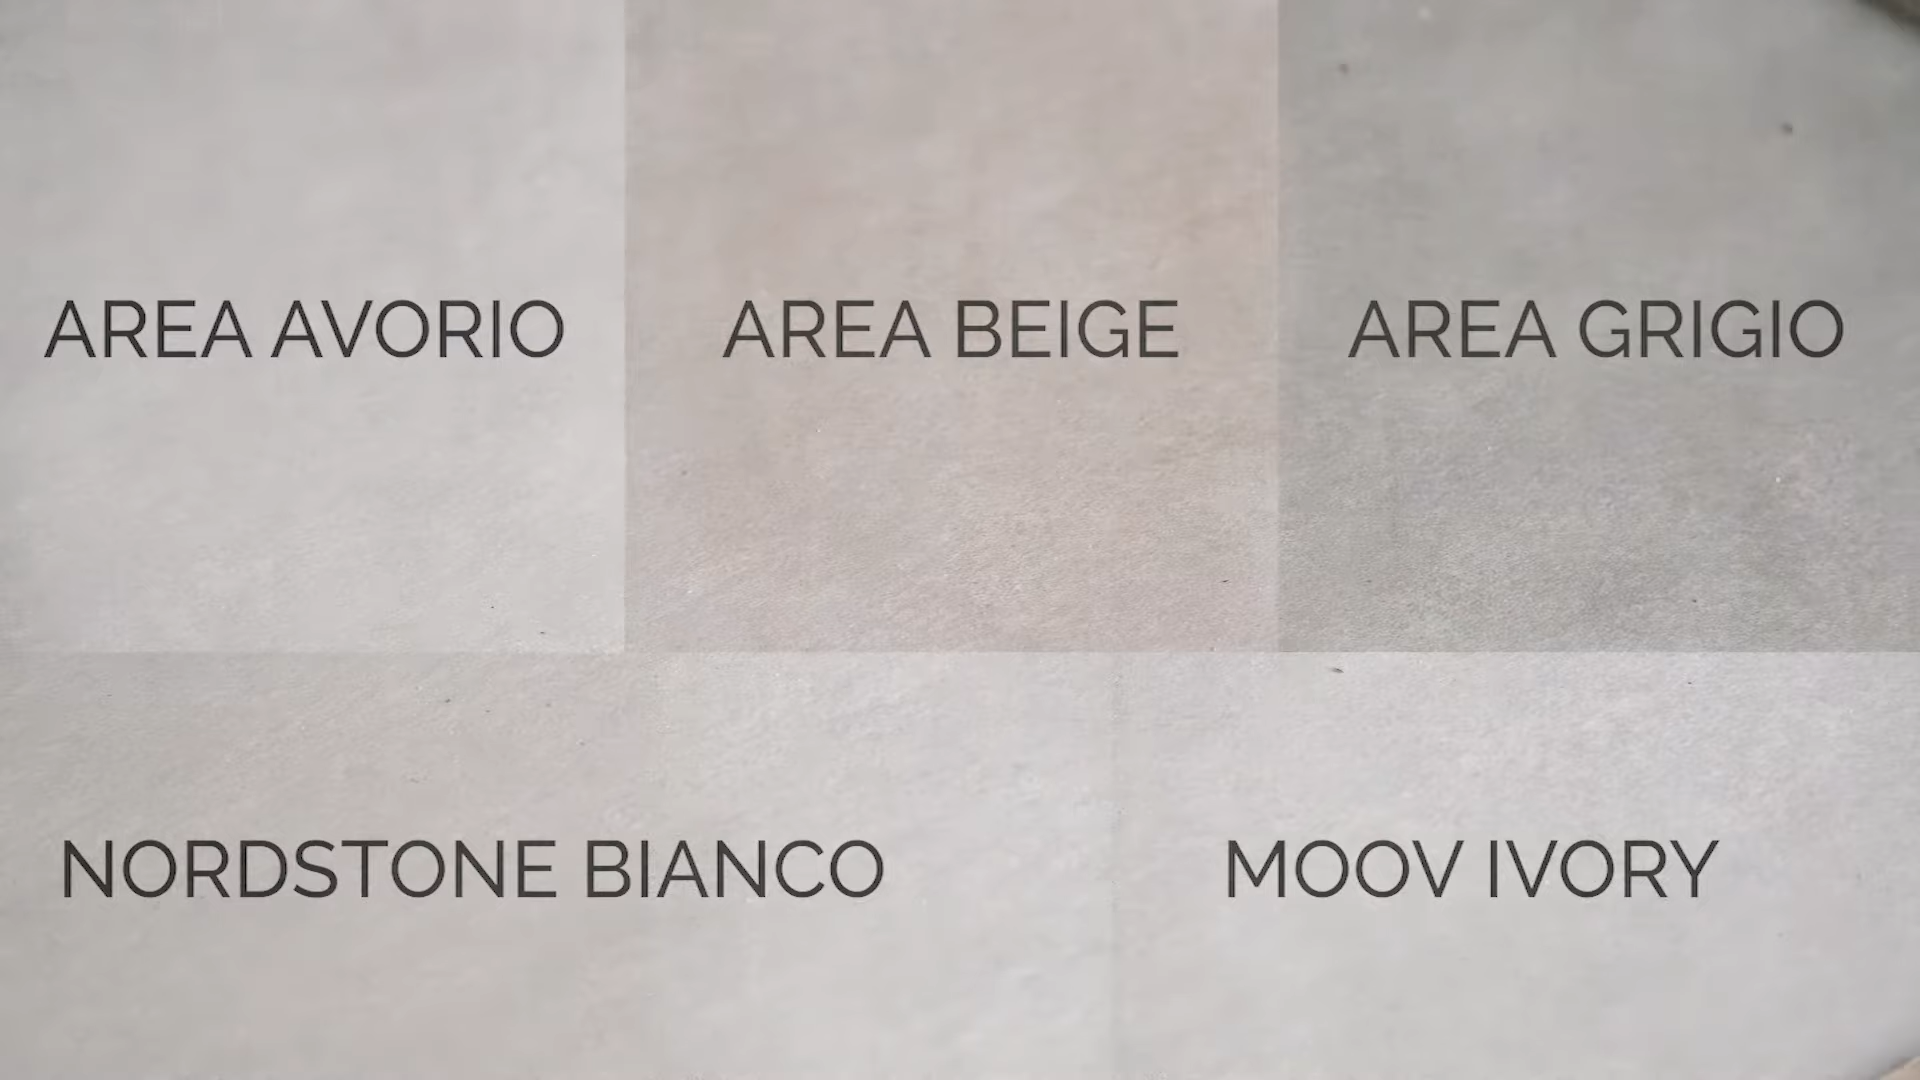 AREA AVORIO
AREA BEIGE
AREA GRIGIO
NORDSTONE BIANCO
MOOV IVORY